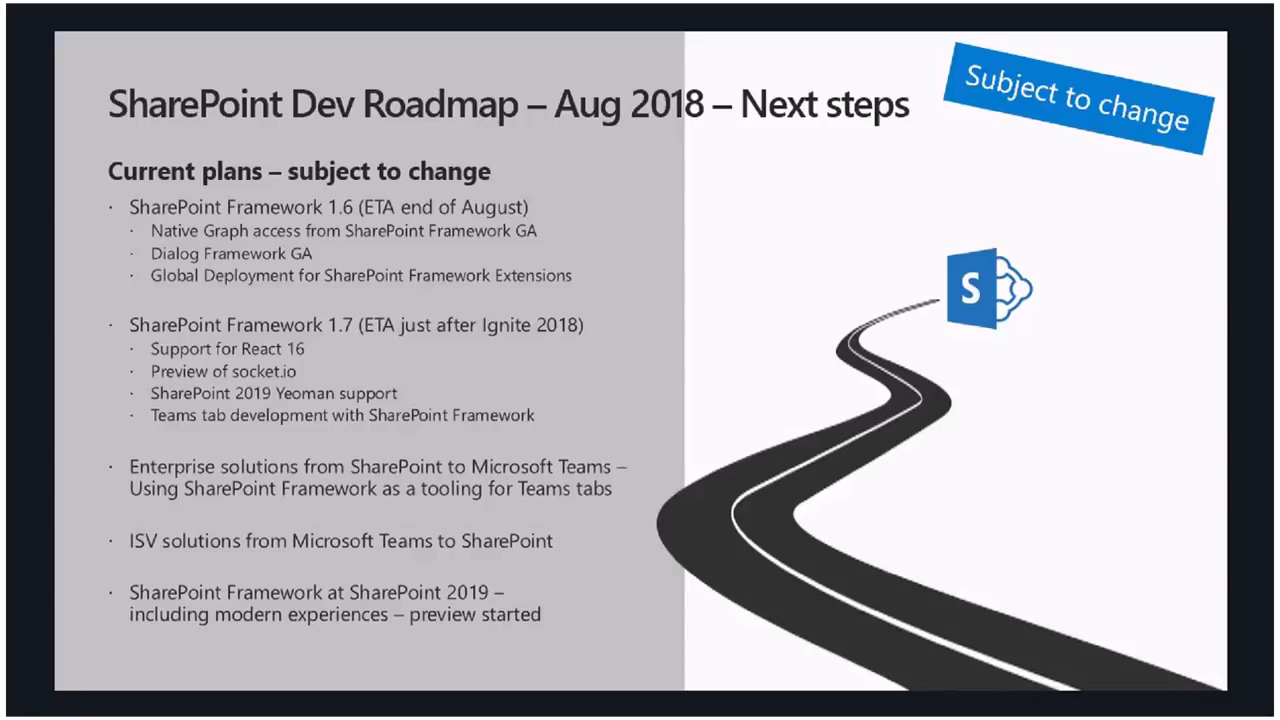 SharePoint Dev Roadmap – Aug 2018 – Next steps
Subject to change
Current plans – subject to change
· SharePoint Framework 1.6 (ETA end of August)
· Native Graph access from SharePoint Framework GA
· Dialog Framework GA
· Global Deployment for SharePoint Framework Extensions
· SharePoint Framework 1.7 (ETA just after Ignite 2018)
· Support for React 16
· Preview of socket.io
· SharePoint 2019 Yeoman support
· Teams tab development with SharePoint Framework
· Enterprise solutions from SharePoint to Microsoft Teams –
Using SharePoint Framework as a tooling for Teams tabs
· ISV solutions from Microsoft Teams to SharePoint
· SharePoint Framework at SharePoint 2019 –
including modern experiences – preview started
S